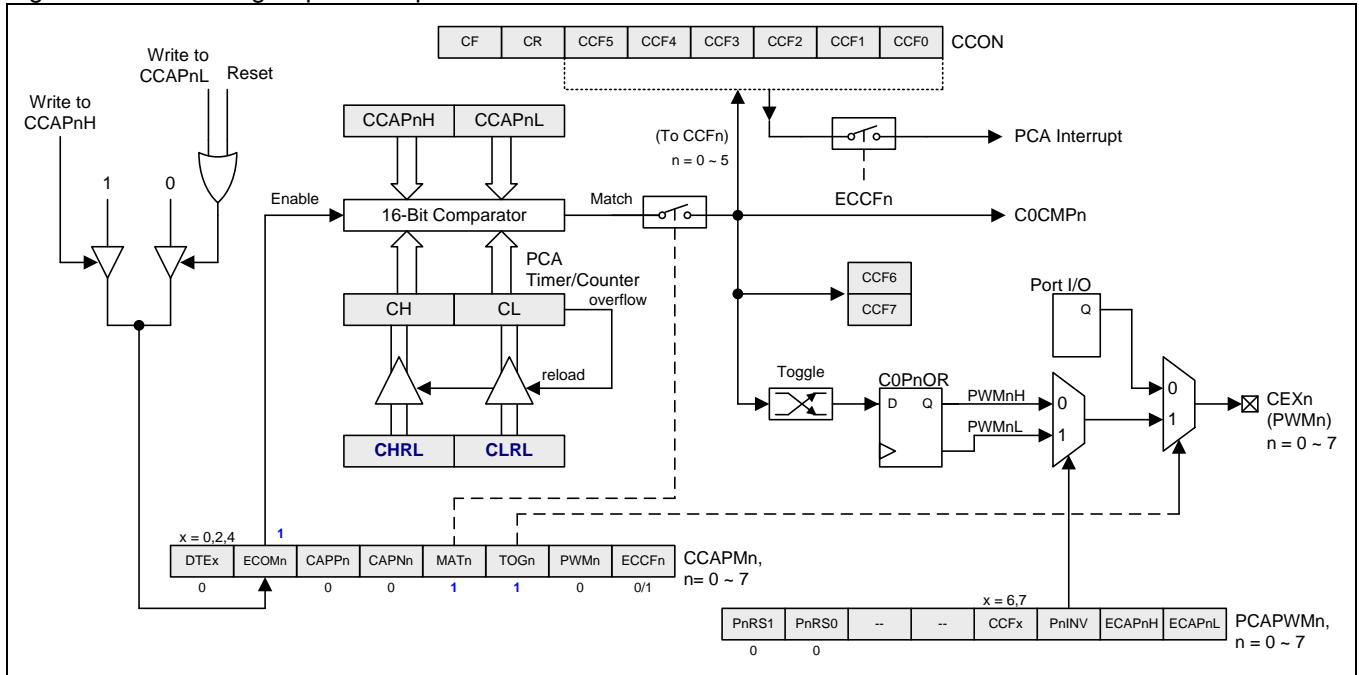 CF CR CCF5 CCF4 CCF3 CCF2 CCF1 CCF0 CCON
Write to
CCAPnL
Reset
Write to
CCAPnH
CCAPnH CCAPnL
(To CCFn)
n = 0 ~ 5
PCA Interrupt
ECCFn
1 0
Enable
16-Bit Comparator
Match
C0CMPn
PCA
Timer/Counter
overflow
CH CL
CCF6
CCF7
Port I/O
Q
reload
Toggle
C0PnOR
D Q
PWMnH
PWMnL
0
1
0
1
CEXn
(PWMn)
n = 0 ~ 7
CHRL CLRL
x = 0,2,4
1
DTEx ECOMn CAPPn CAPNn MATn TOGn PWMn ECCFn
CCAPMn,
n= 0 ~ 7
0 0 0 1 1 0 0/1
x = 6,7
PnRS1 PnRS0 -- -- CCFx PnINV ECAPnH ECAPnL
PCAPWMn,
n = 0 ~ 7
0 0